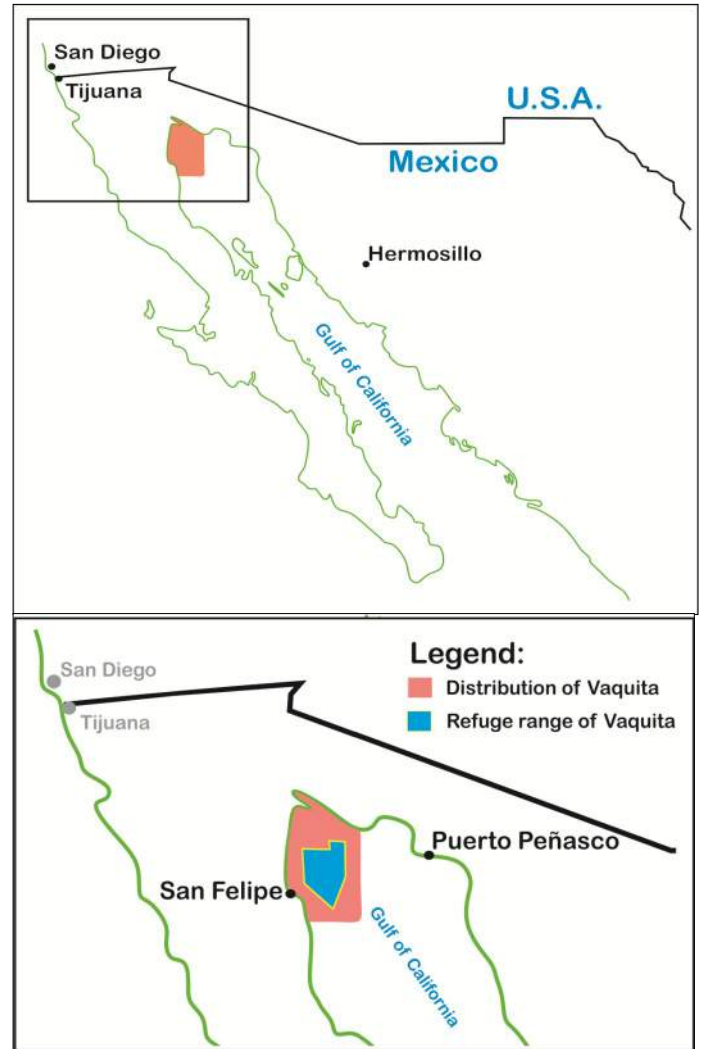 San Diego
Tijuana
U.S.A.
Mexico
Hermosillo
Gulf of California
Legend:
San Diego
Distribution of Vaquita
Tijuana
Refuge range of Vaquita
Puerto Peñasco
San Felipe
Gulf of California